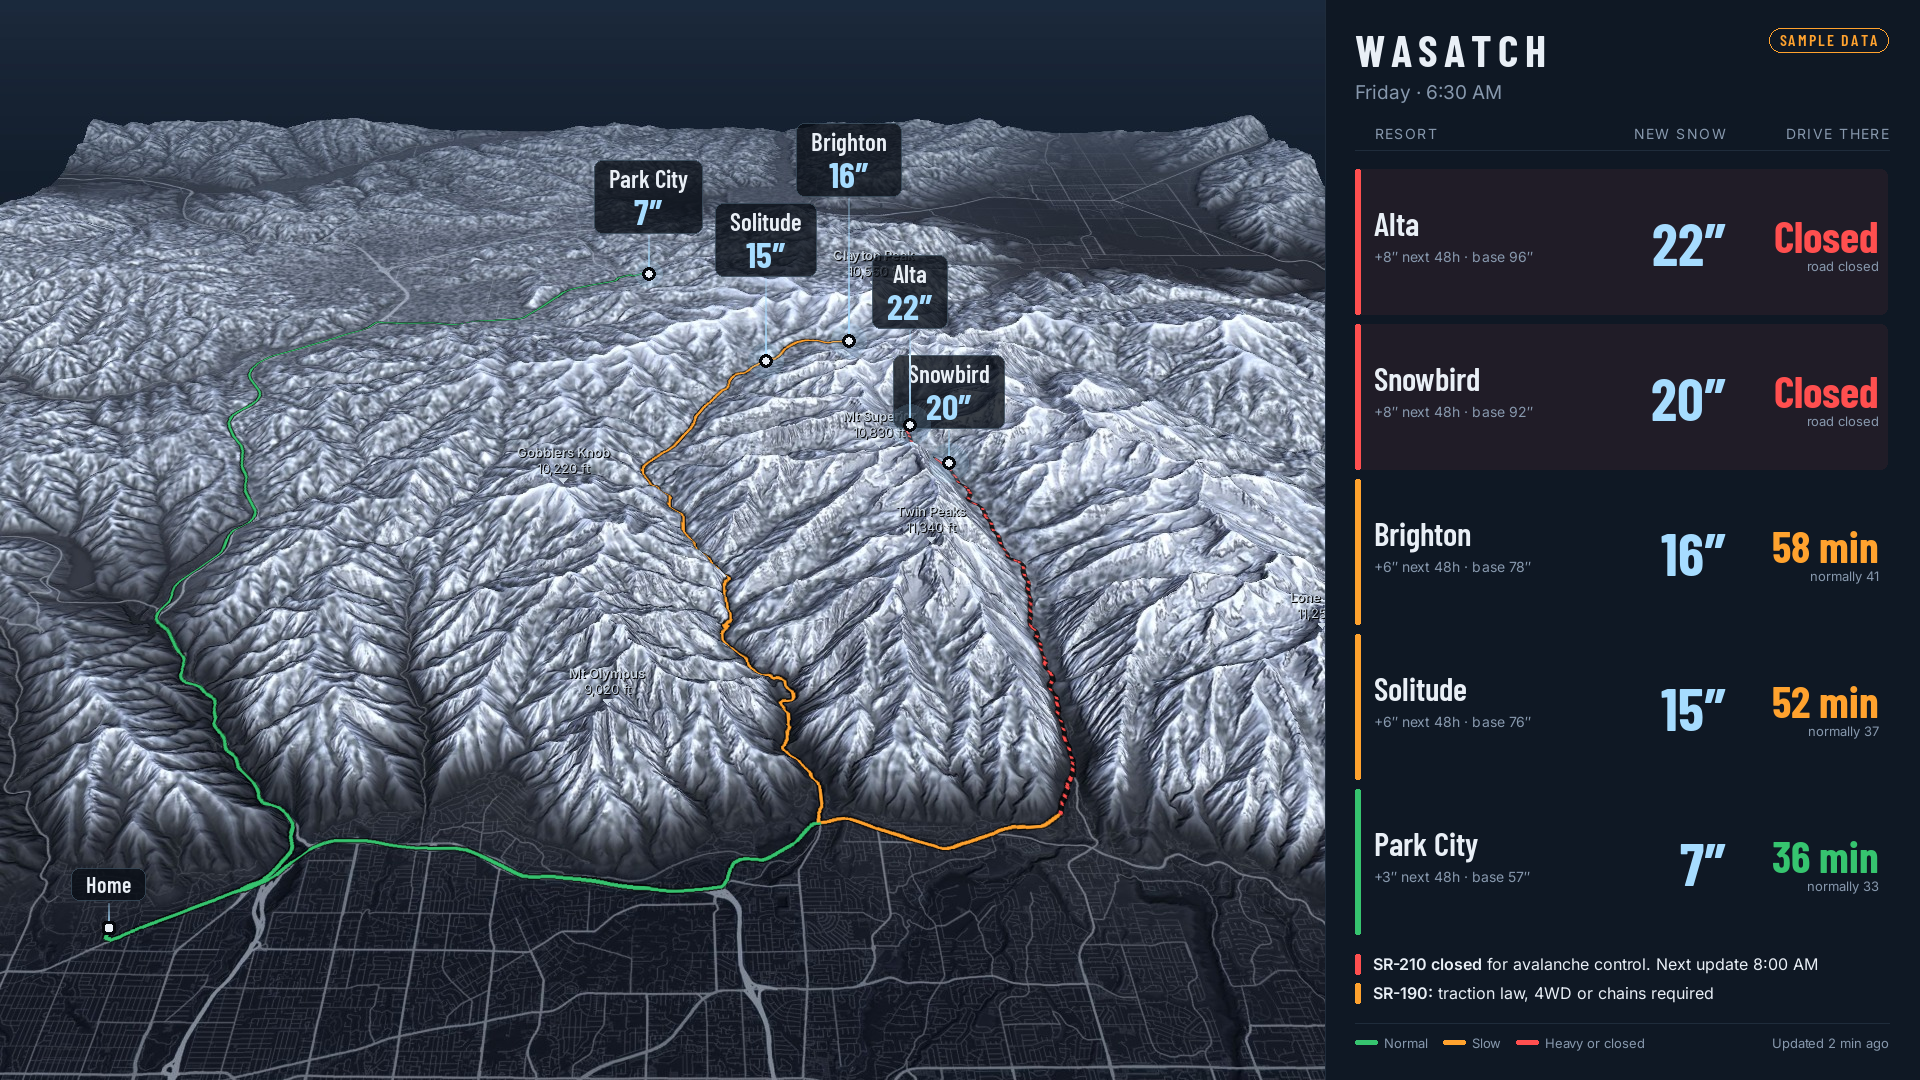 WASATCH
SAMPLE DATA
Friday · 6:30 AM
RESORT NEW SNOW DRIVE THERE
Alta
+8″ next 48h · base 96″
22″
Closed
road closed
Snowbird
+8″ next 48h · base 92″
20″
Closed
road closed
Brighton
+6″ next 48h · base 78″
16″
58 min
normally 41
Solitude
+6″ next 48h · base 76″
15″
52 min
normally 37
Park City
+3″ next 48h · base 57″
7″
36 min
normally 33
SR-210 closed for avalanche control. Next update 8:00 AM
SR-190: traction law, 4WD or chains required
Normal Slow Heavy or closed Updated 2 min ago
Brighton
16″
Park City
7″
Solitude
15″
Clayton
Alta
22″
Snowbird
20″
Mt
10,830 ft
Gobblers Knob
10,220 ft
Twin Peaks
11,340 ft
Lone
Mt Olympus
9,020 ft
Home